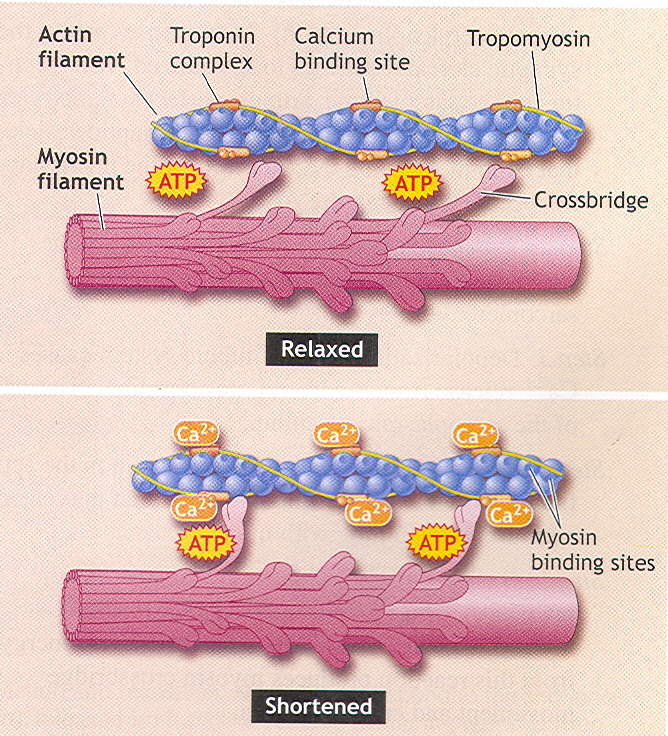 Actin
filament
Troponin
complex
Calcium
binding site
Tropomyosin
Myosin
filament
ATP
ATP
Crossbridge
Relaxed
Ca2+
Ca2+
Ca2+
Ca2+
Ca2+
Ca2+
ATP
ATP
Myosin
binding sites
Shortened